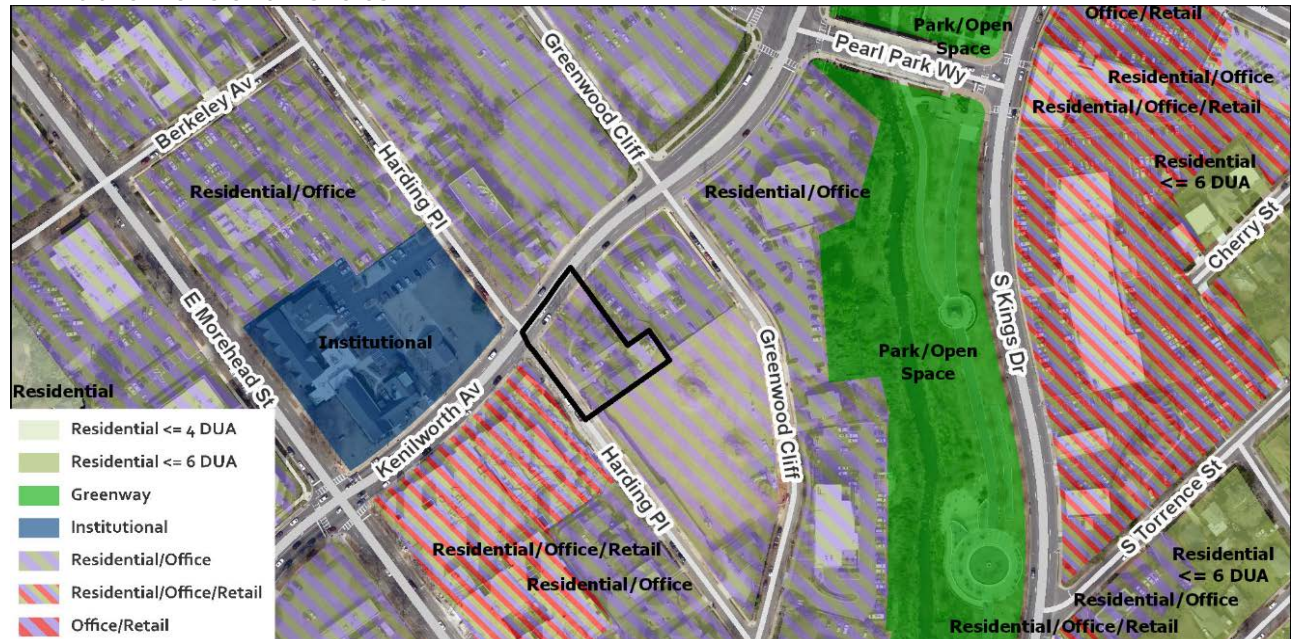 Office/Retail
Park/Open
Space
Pearl Park Wy
Greenwood Cliff
Residential/Office
Residential/Office/Retail
Berkeley Av
Harding Pl
Residential
<= 6 DUA
Residential/Office
Residential/Office
Cherry St
E Morehead St
S Kings Dr
Institutional
Greenwood Cliff
Park/Open
Space
Residential
Kenilworth Av
Harding Pl
S Torrence St
Residential/Office/Retail
Residential/Office
Residential
<= 6 DUA
Residential/Office
Residential/Office/Retail
Residential <= 4 DUA
Residential <= 6 DUA
Greenway
Institutional
Residential/Office
Residential/Office/Retail
Office/Retail